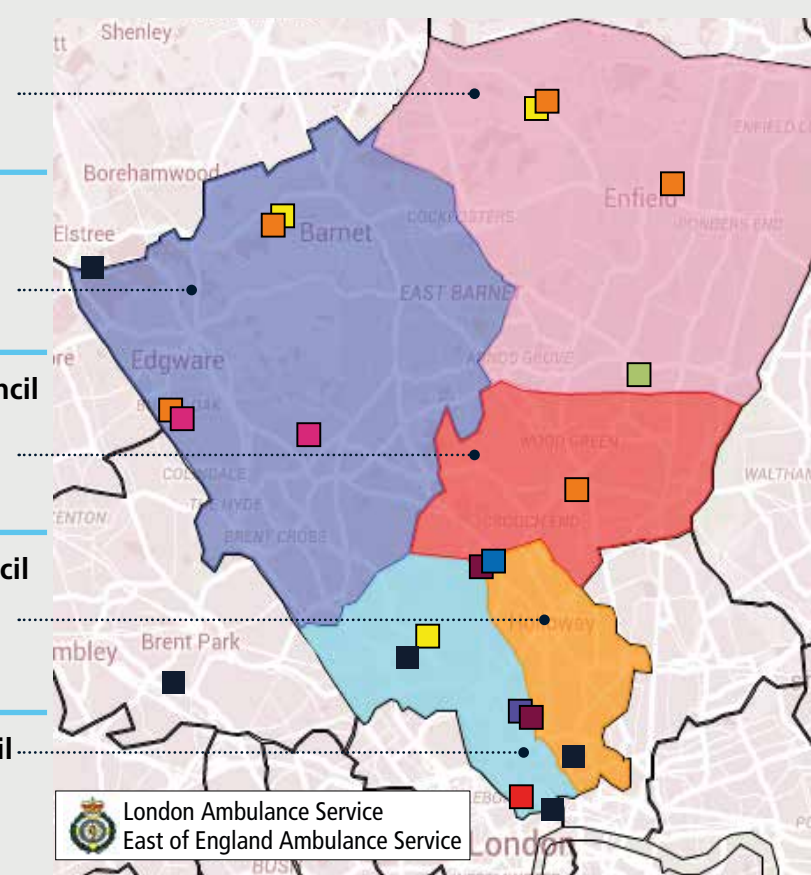 Shenley
tt
ENFIELD L
Borehamwood
Enfield
COCKFOSTERS
PONDERS END
Elstree
Barnet
EAST BARNE
ARNOS GROVE
re
Edgware
ncil
WOOD GREEN
COLINDALE
WALTHAM
THE HYDE
ENTON
CROUCH END
BRENT CROSS
cil
Holloway
mbley
Brent Park
il
London Ambulance Service
East of England Ambulance Service
London